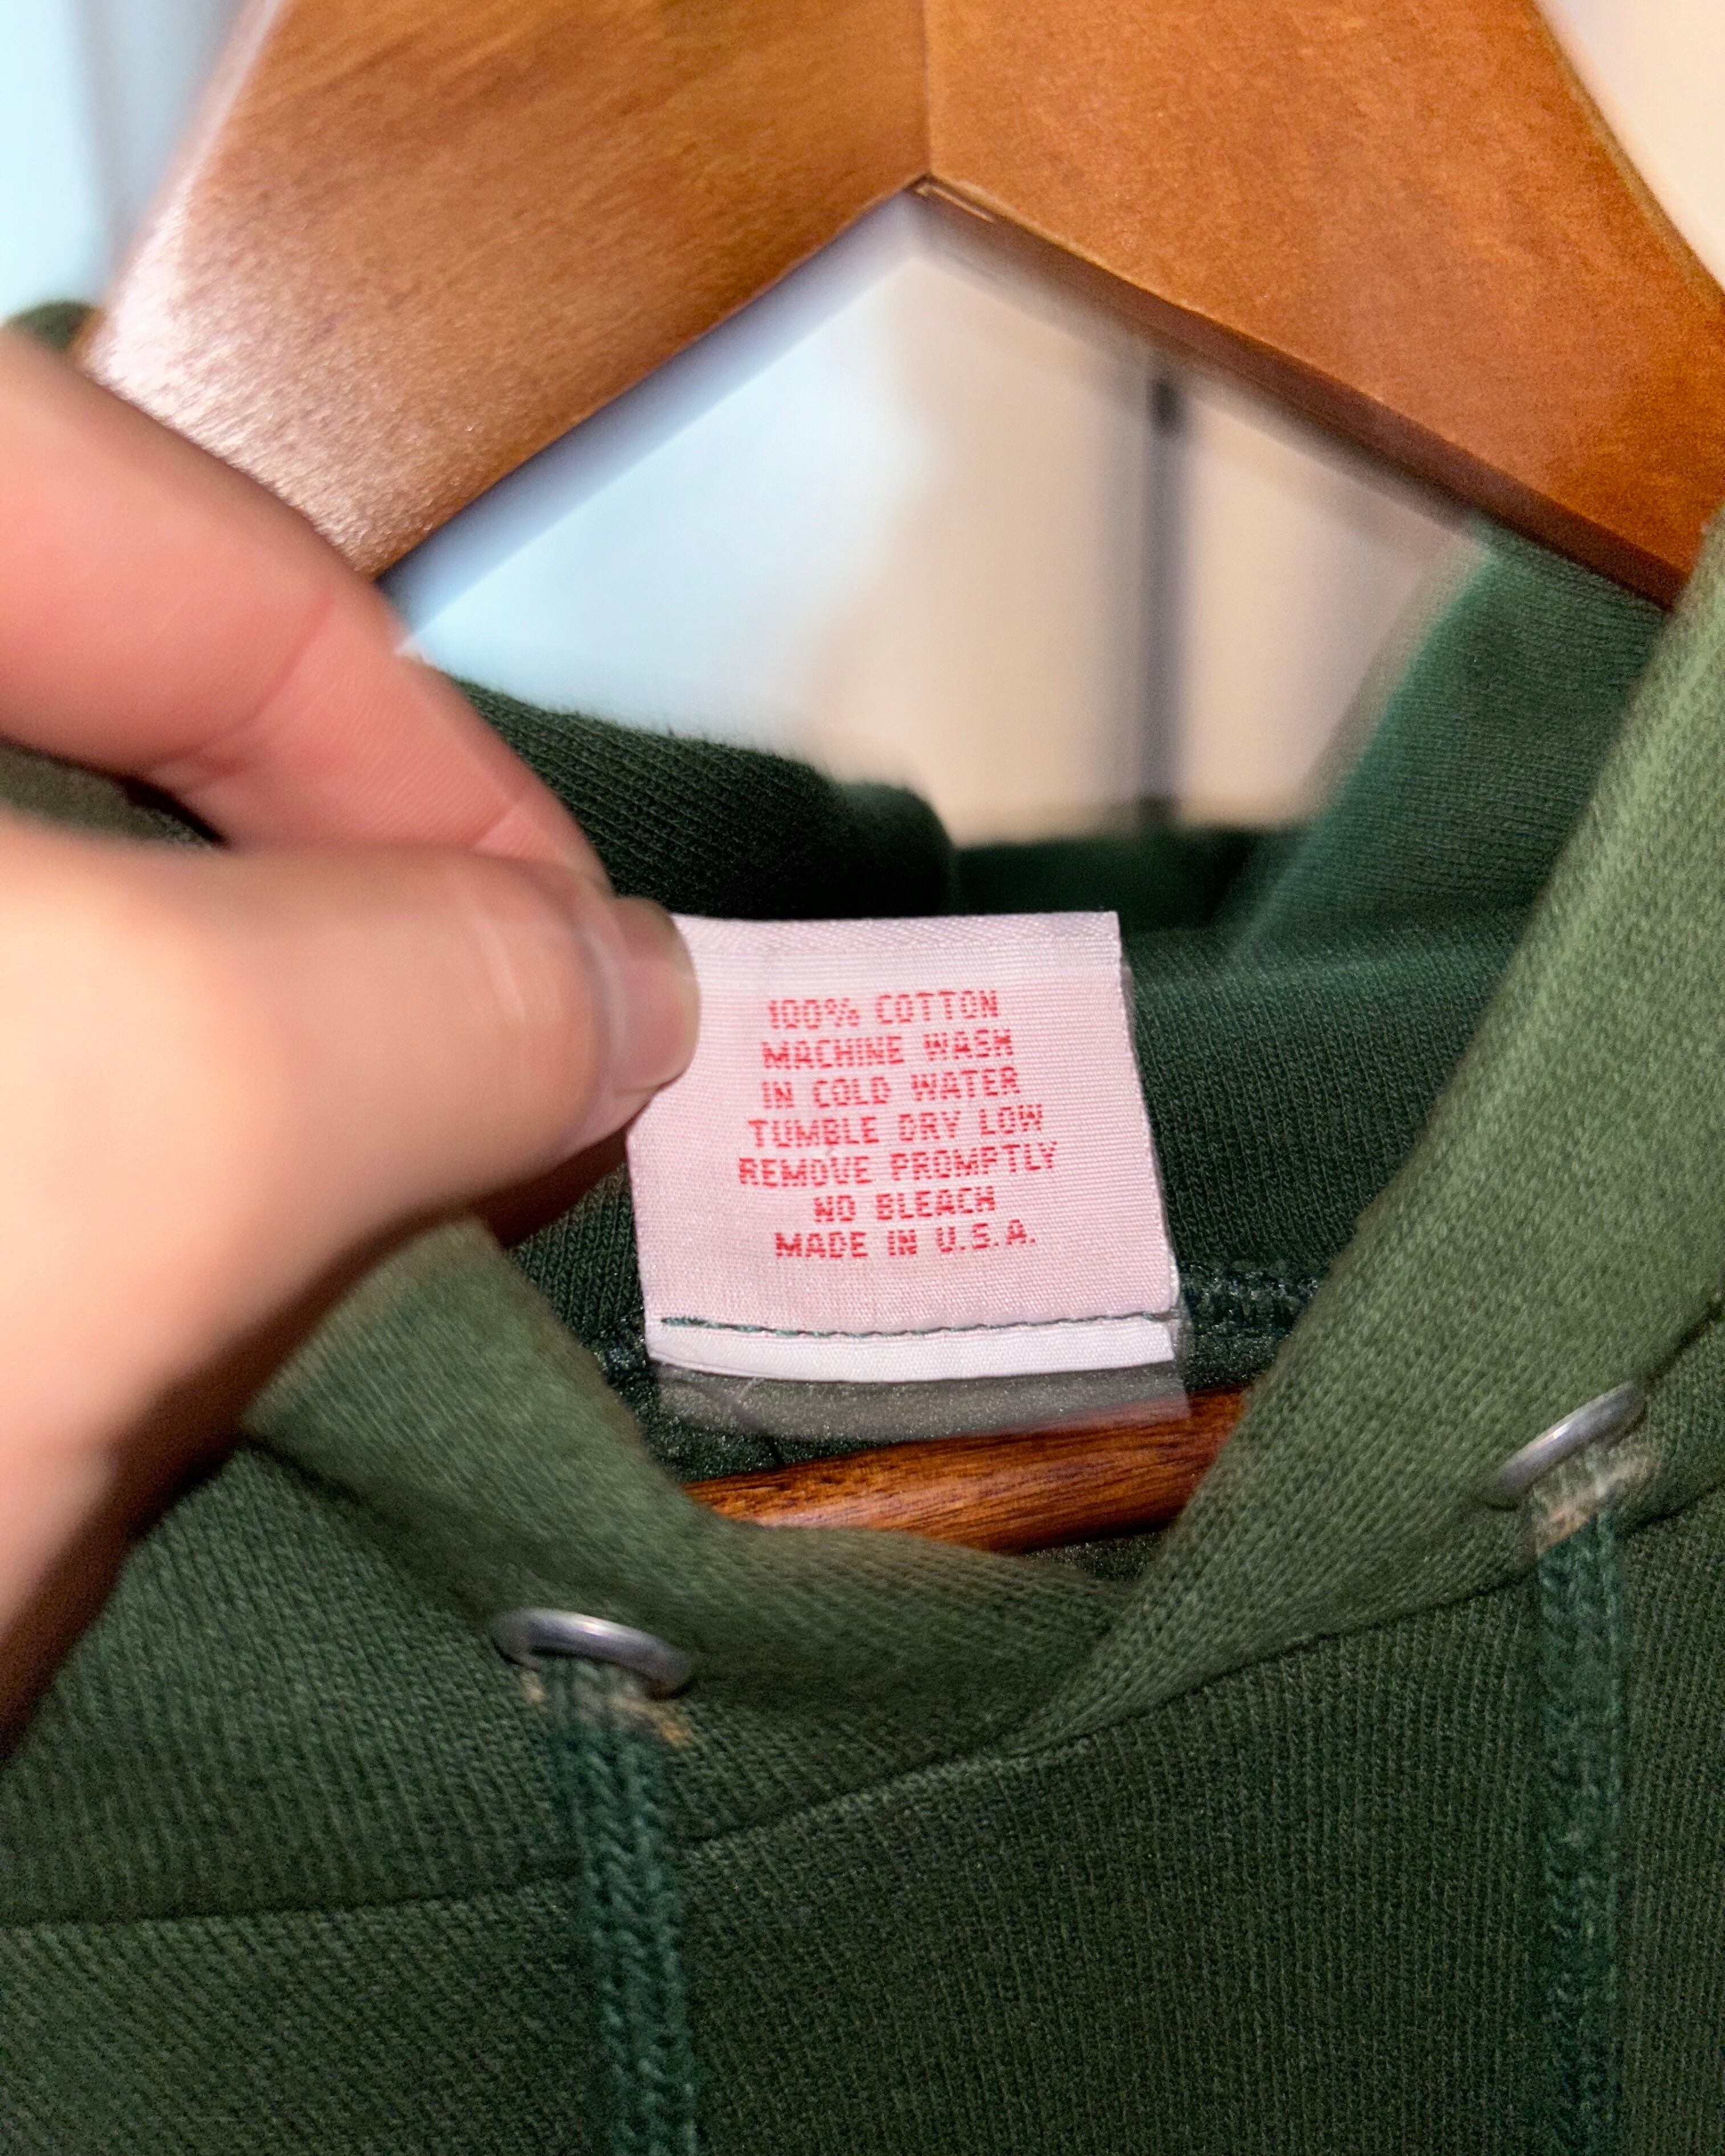 100% COTTON
MACHINE WASH
IN COLD WATER
TUMBLE DRY LOW
REMOVE PROMPTLY
NO BLEACH
MADE IN U.S.A.